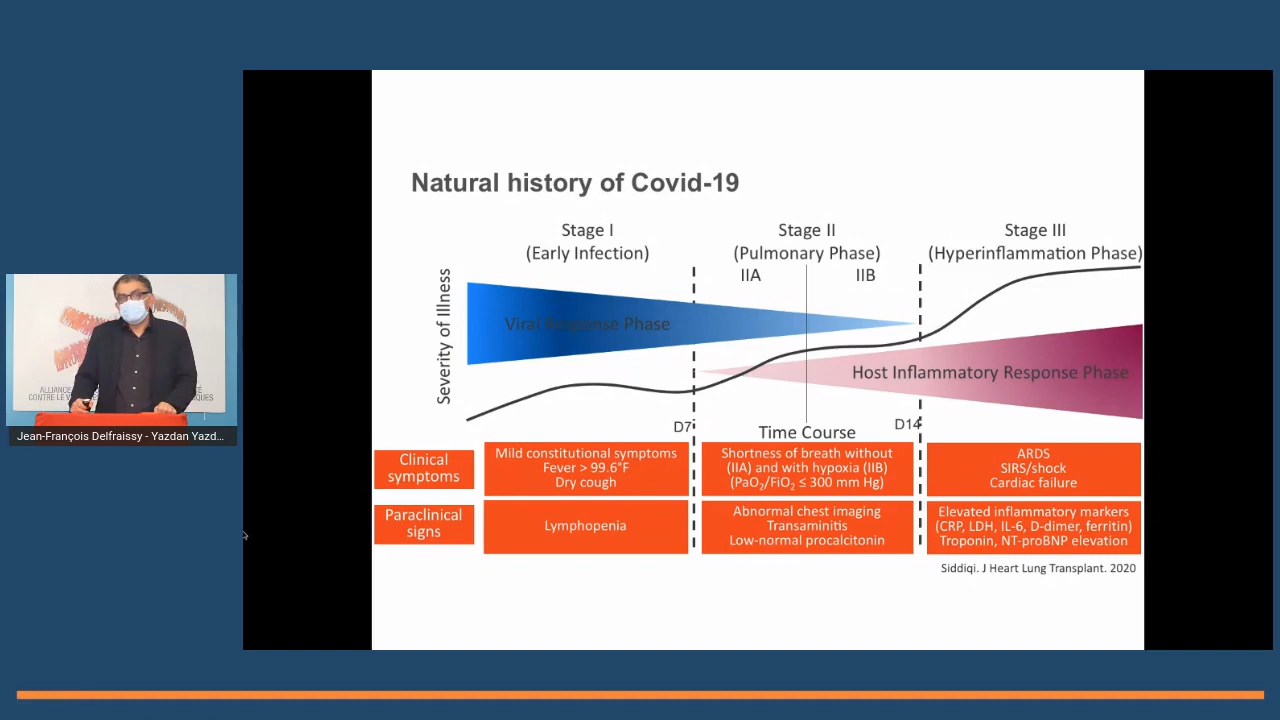 Natural history of Covid-19
Stage I
(Early Infection)
Stage II
(Pulmonary Phase)
IIA
IIB
Stage III
(Hyperinflammation Phase)
Severity of Illness
Viral Response Phase
Host Inflammatory Response Phase
D7
Time Course
D14
Clinical
symptoms
Mild constitutional symptoms
Fever > 99.6°F
Dry cough
Shortness of breath without
(IIA) and with hypoxia (IIB)
(PaO₂/FiO₂ ≤ 300 mm Hg)
ARDS
SIRS/shock
Cardiac failure
Paraclinical
signs
Lymphopenia
Abnormal chest imaging
Transaminitis
Low-normal procalcitonin
Elevated inflammatory markers
(CRP, LDH, IL-6, D-dimer, ferritin)
Troponin, NT-proBNP elevation
Siddiqi. J Heart Lung Transplant. 2020
ALLIANCE
CONTRE LE
Jean-François Delfraissy - Yazdan Yazd...